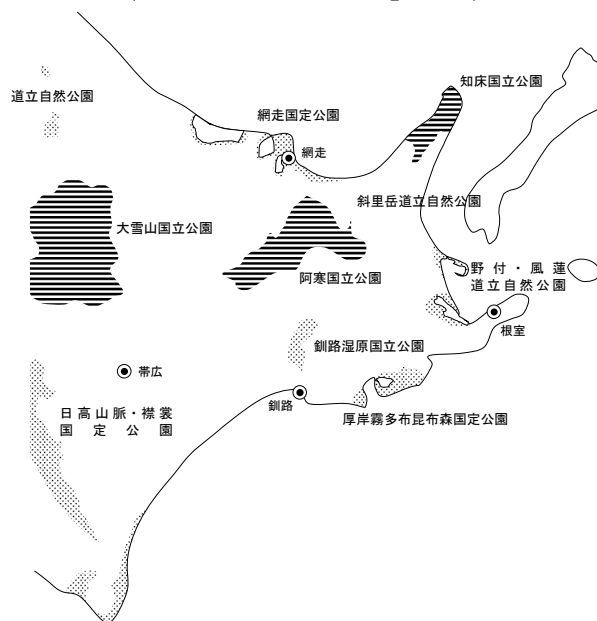 知床国立公園
道立自然公園
網走国定公園
網走
斜里岳道立自然公園
大雪山国立公園
野付・風蓮
道立自然公園
阿寒国立公園
根室
釧路湿原国立公園
帯広
釧路
日高山脈・襟裳
国定公園
厚岸霧多布昆布森国定公園